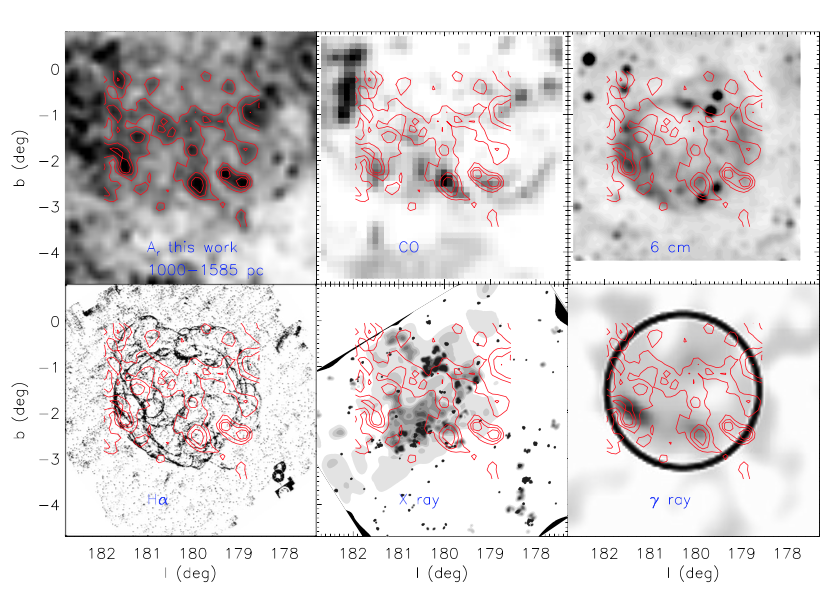 0
−1
−2
−3
−4
b (deg)
A_r this work
1000−1585 pc
CO
6 cm
0
−1
−2
−3
−4
b (deg)
Hα
X ray
γ ray
182 181 180 179 178
182 181 180 179 178
182 181 180 179 178
l (deg)
l (deg)
l (deg)